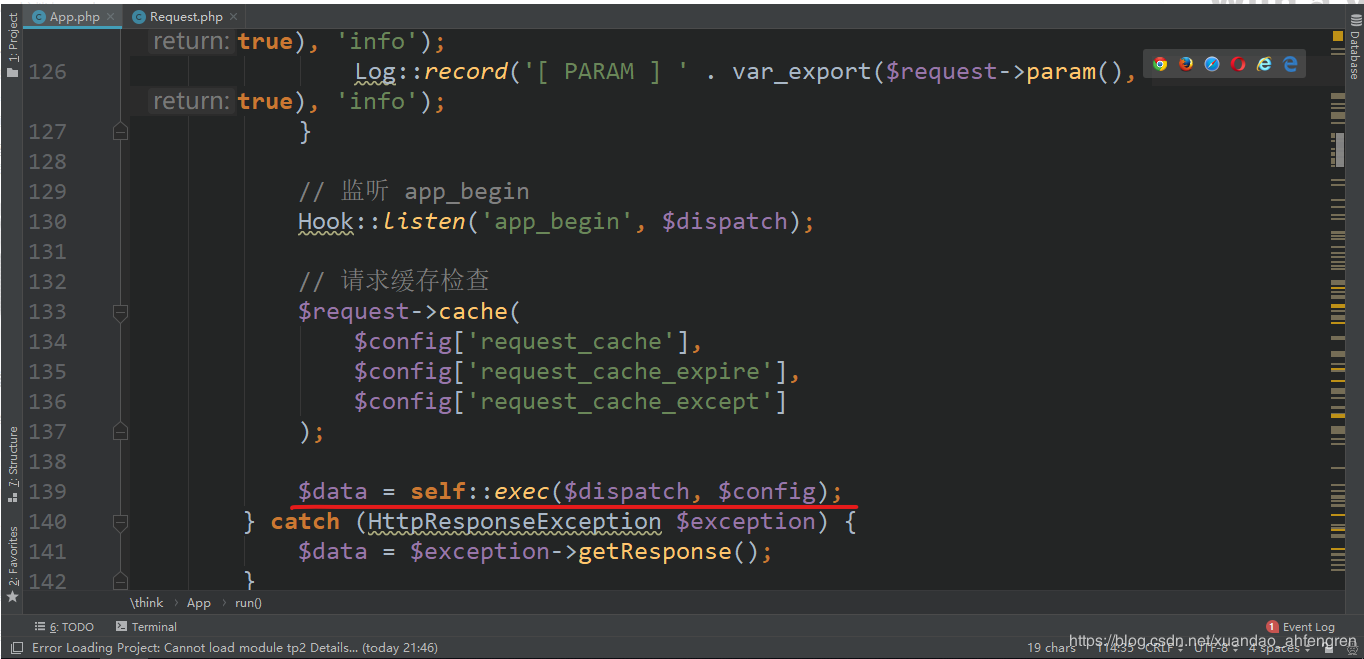 App.php
Request.php
1: Project
Database
return: true), 'info');
126 Log::record('[ PARAM ] ' . var_export($request->param(),
return: true), 'info');
127 }
128
129 // 监听 app_begin
130 Hook::listen('app_begin', $dispatch);
131
132 // 请求缓存检查
133 $request->cache(
134 $config['request_cache'],
135 $config['request_cache_expire'],
136 $config['request_cache_except']
137 );
138
139 $data = self::exec($dispatch, $config);
140 } catch (HttpResponseException $exception) {
141 $data = $exception->getResponse();
142 }
7: Structure
2: Favorites
\think › App › run()
6: TODO Terminal
1 Event Log
Error Loading Project: Cannot load module tp2 Details... (today 21:46)
19 chars 114:35 CRLF UTF-8 4 spaces
https://blog.csdn.net/xuandao_ahfengren